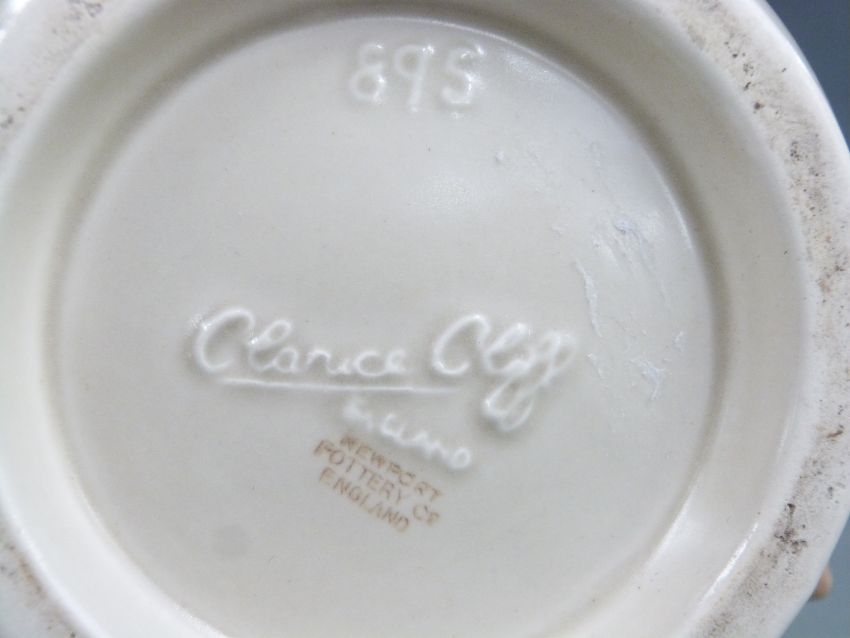 895
Clarice Cliff
ENGLAND
NEWPORT
POTTERY Co
ENGLAND